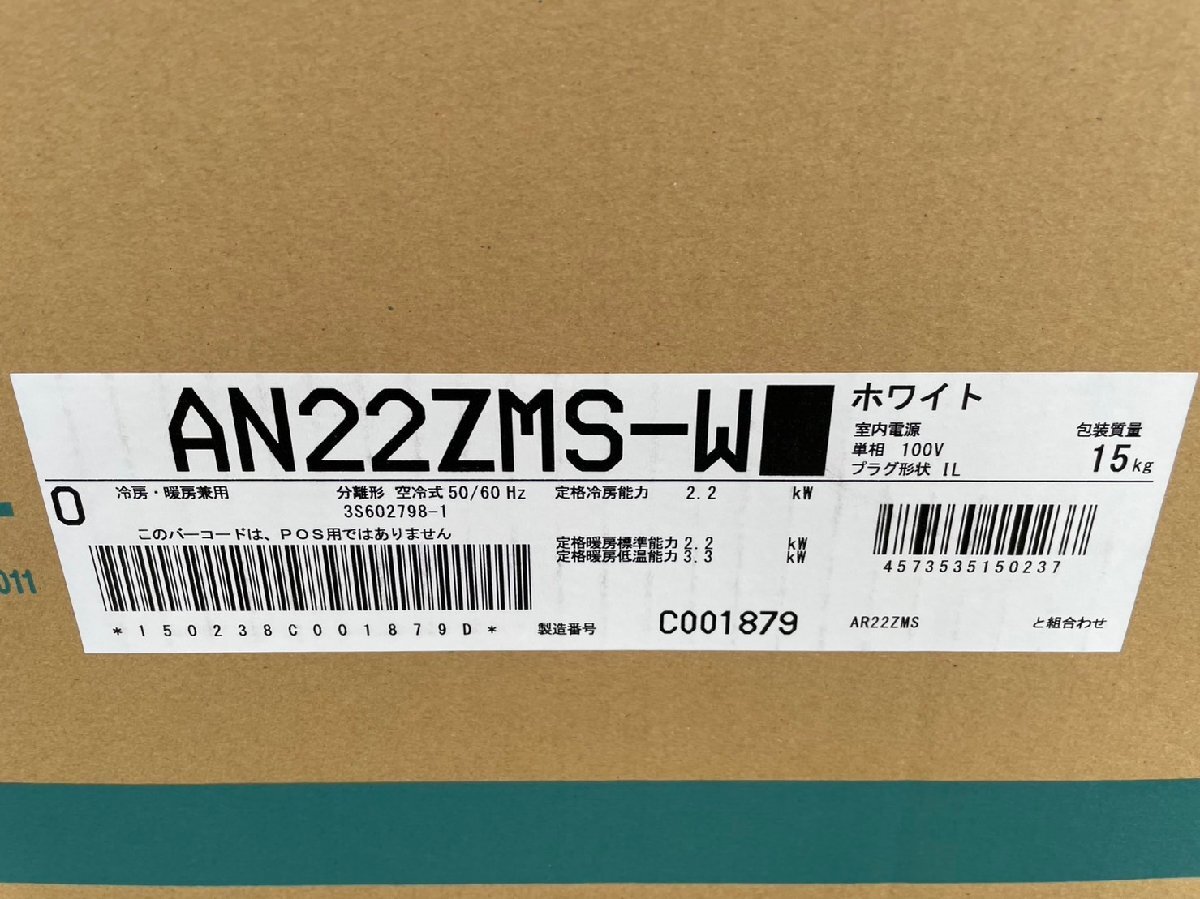 AN22ZMS-W
ホワイト
室内電源
単相 100V
プラグ形状 IL
包装質量
15kg
0
冷房・暖房兼用 分離形 空冷式 50/60 Hz
3S602798-1
このバーコードは、POS用ではありません
*150238C001879D*
定格冷房能力 2.2 kW
定格暖房標準能力 2.2 kW
定格暖房低温能力 3.3 kW
製造番号 C001879
4573535150237
AR22ZMS と組合わせ
011